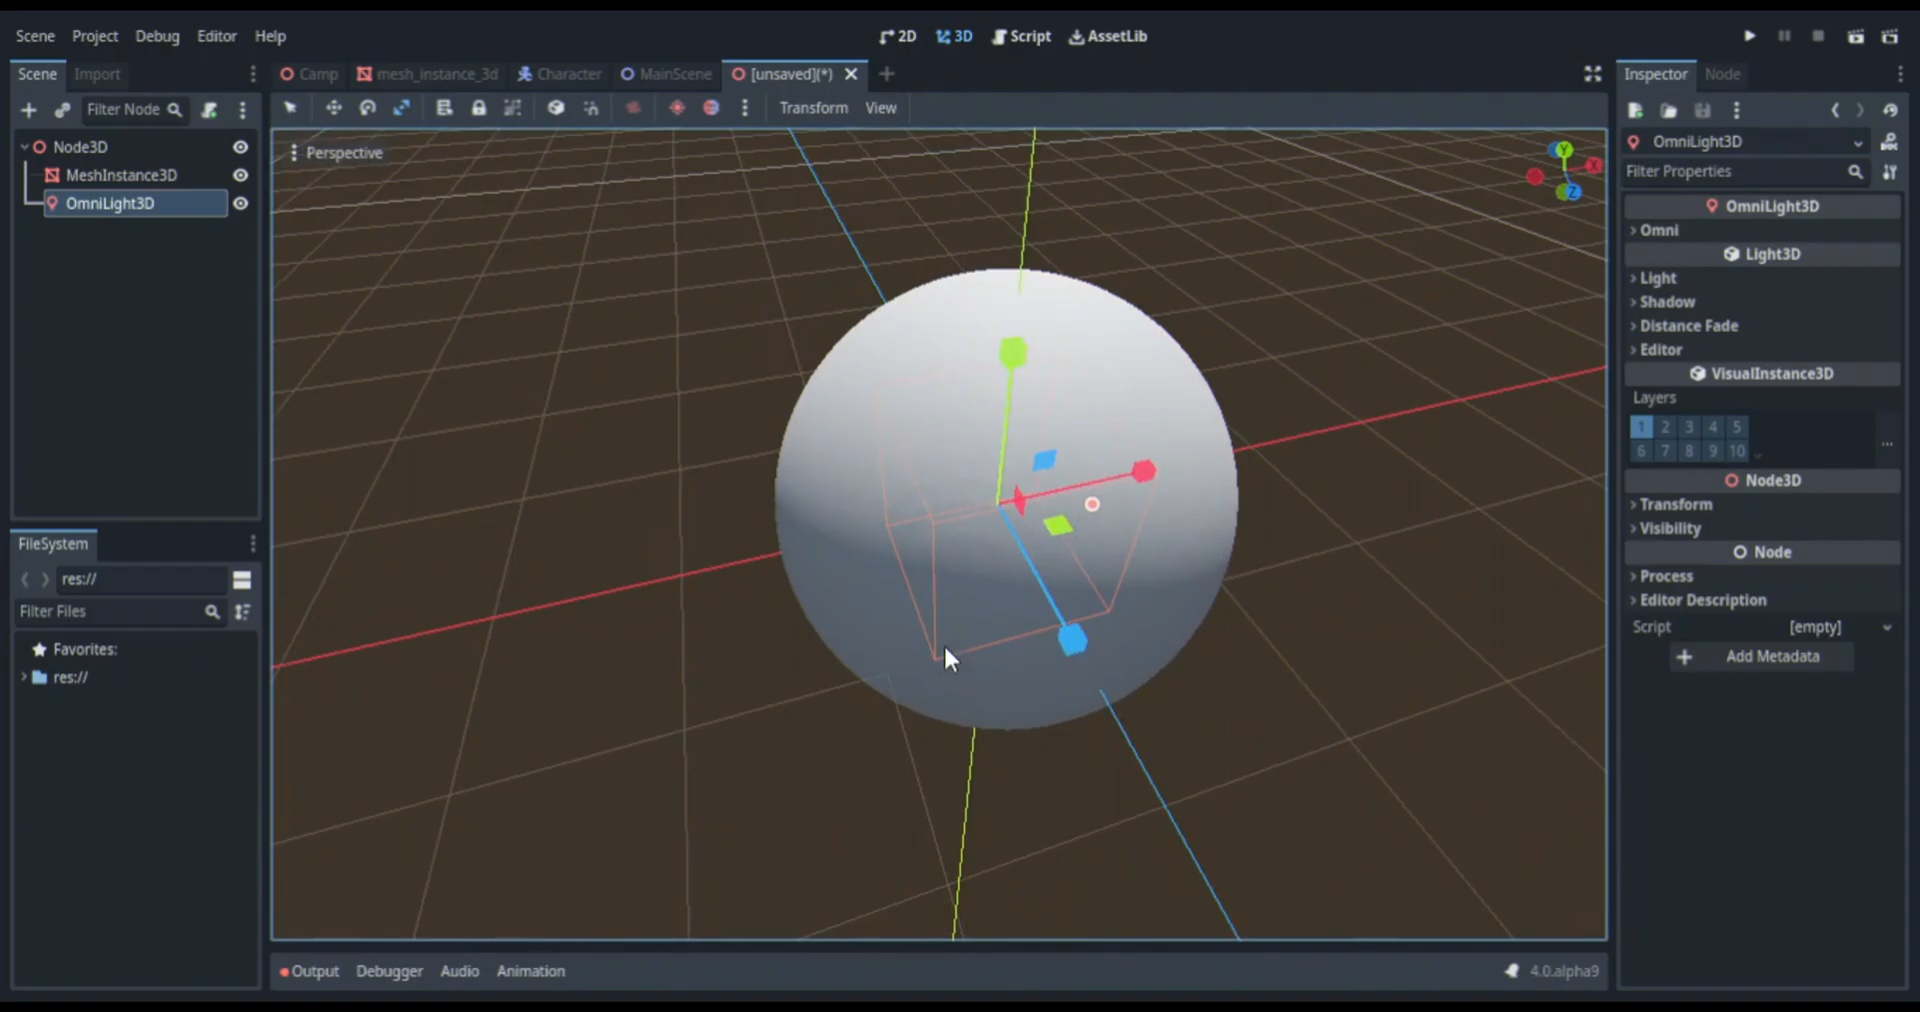 Scene Project Debug Editor Help
2D 3D Script AssetLib
Scene Import
Camp mesh_instance_3d Character MainScene [unsaved](*)
Inspector Node
Filter Node
Transform View
Node3D
MeshInstance3D
OmniLight3D
Perspective
Y
X
Z
OmniLight3D
Filter Properties
OmniLight3D
Omni
Light3D
Light
Shadow
Distance Fade
Editor
VisualInstance3D
Layers
1 2 3 4 5
6 7 8 9 10
...
Node3D
Transform
Visibility
Node
Process
Editor Description
Script [empty]
Add Metadata
FileSystem
res://
Filter Files
Favorites:
res://
Output Debugger Audio Animation
4.0.alpha9